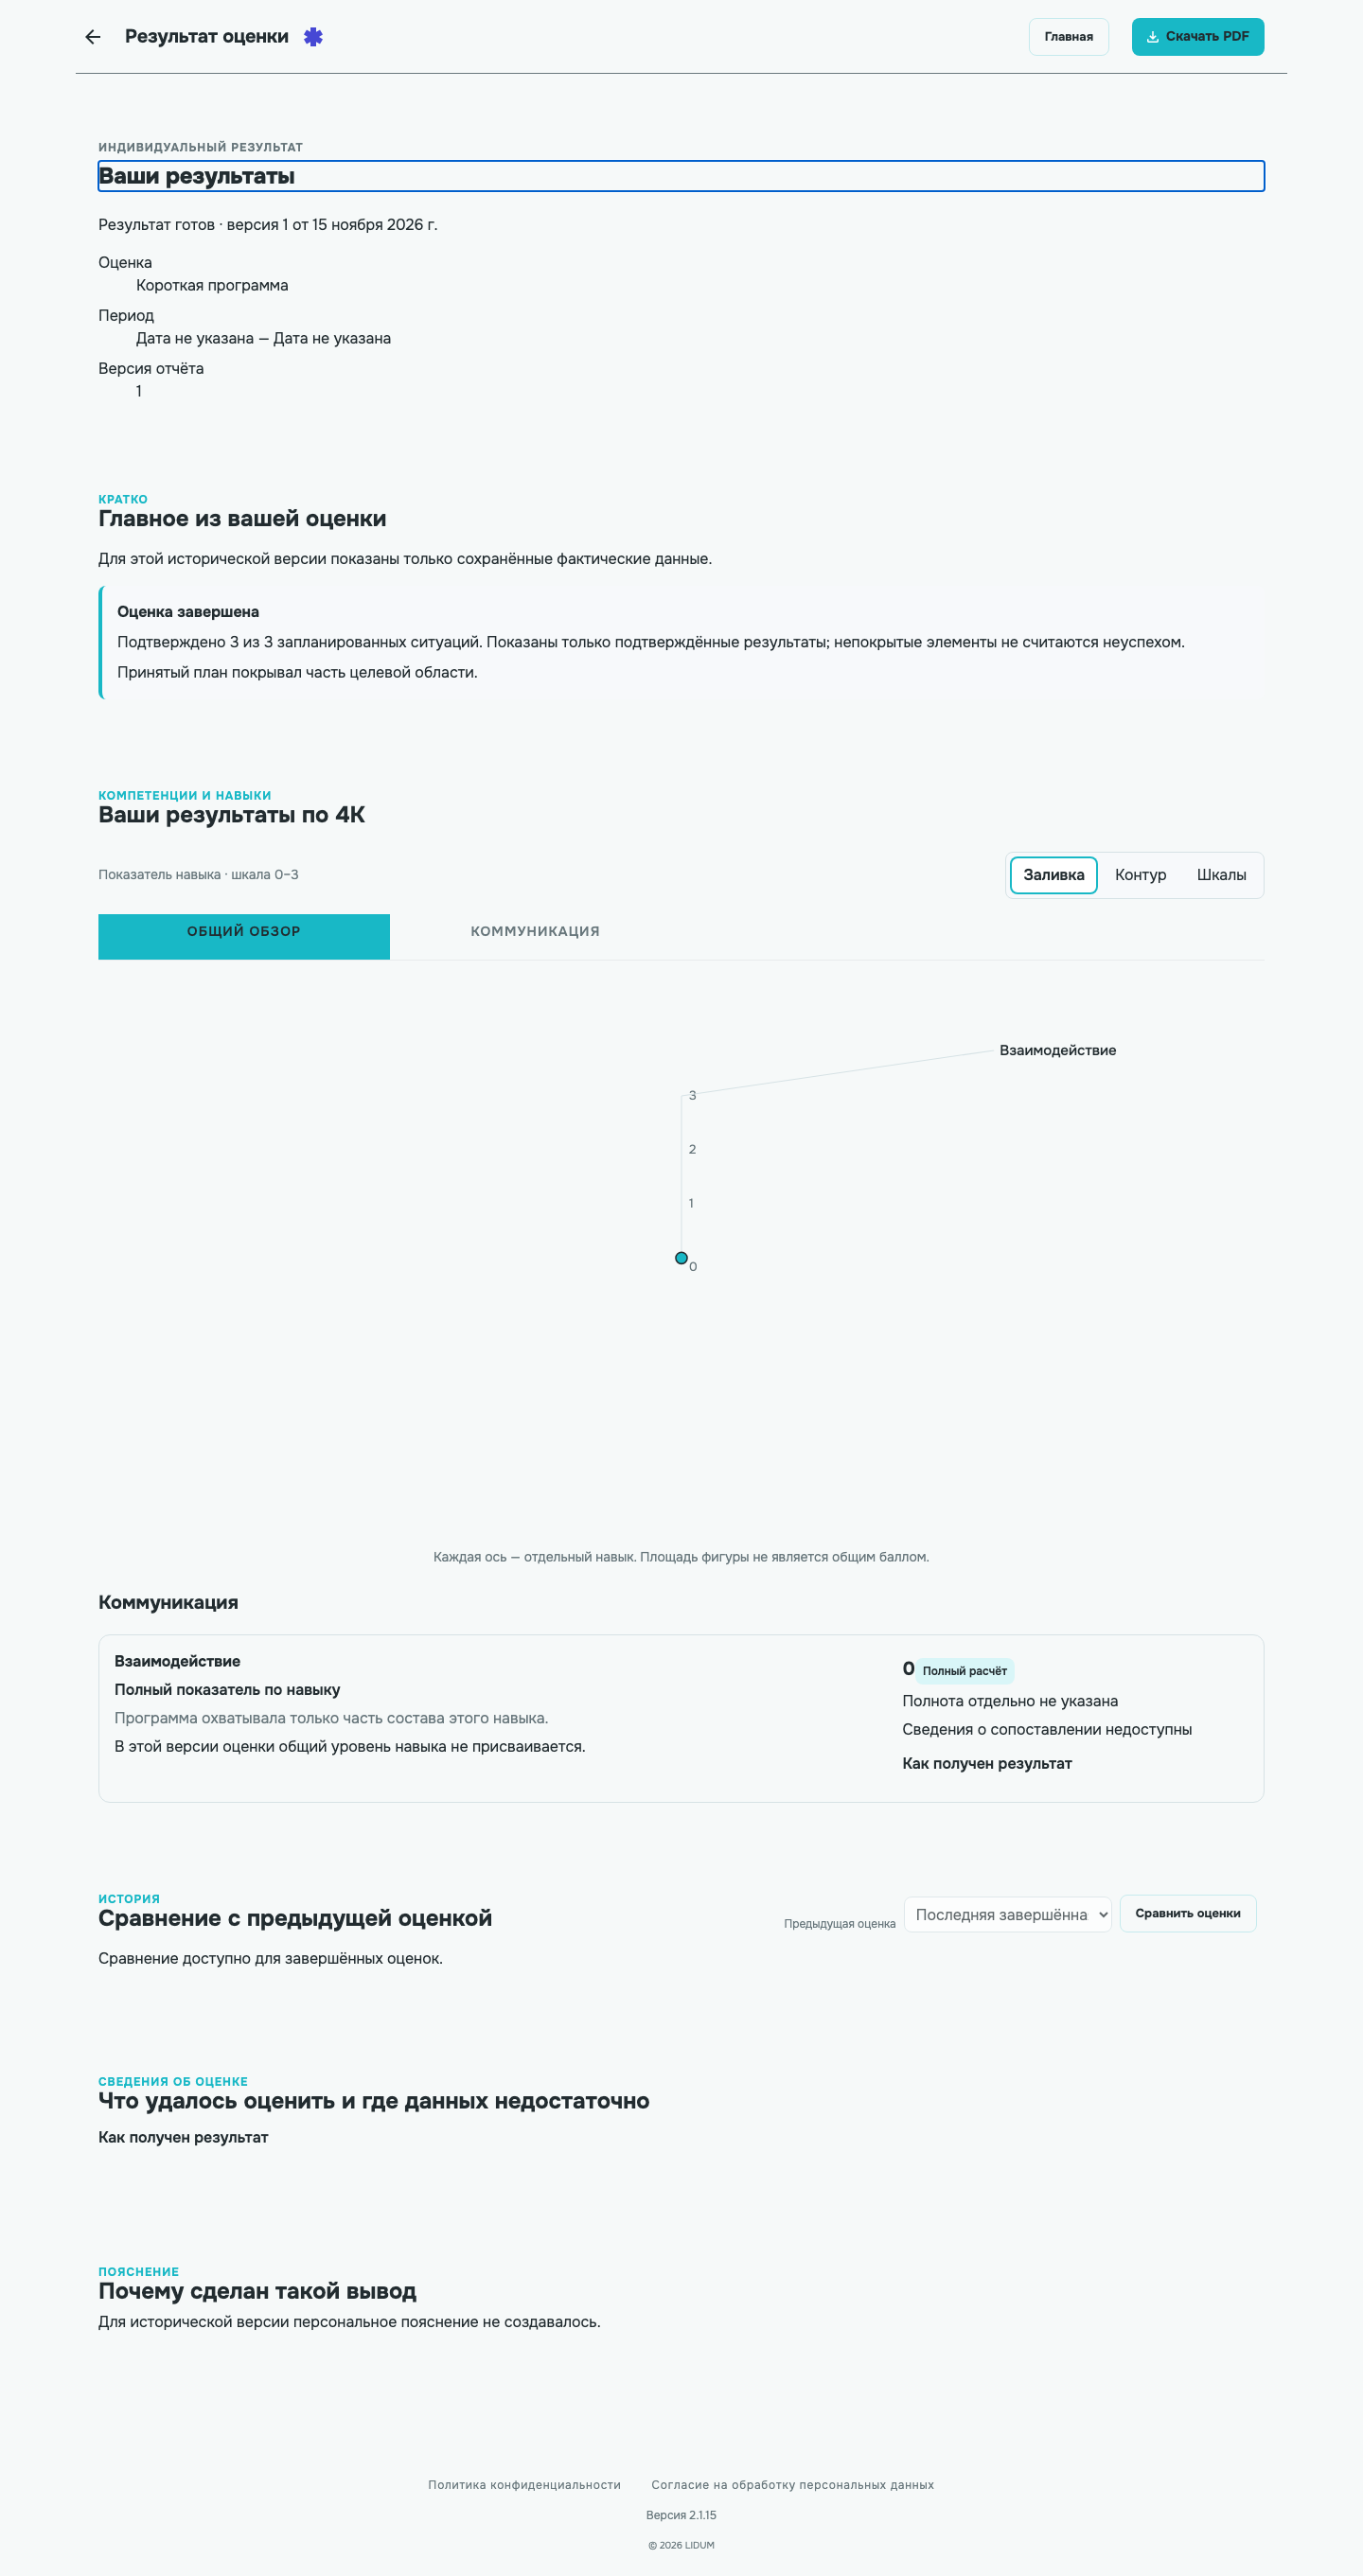 Результат оценки
Главная
Скачать PDF
ИНДИВИДУАЛЬНЫЙ РЕЗУЛЬТАТ
Ваши результаты
Результат готов · версия 1 от 15 ноября 2026 г.
Оценка
Короткая программа
Период
Дата не указана — Дата не указана
Версия отчёта
1
КРАТКО
Главное из вашей оценки
Для этой исторической версии показаны только сохранённые фактические данные.
Оценка завершена
Подтверждено 3 из 3 запланированных ситуаций. Показаны только подтверждённые результаты; непокрытые элементы не считаются неуспехом.
Принятый план покрывал часть целевой области.
КОМПЕТЕНЦИИ И НАВЫКИ
Ваши результаты по 4К
Показатель навыка · шкала 0–3
Заливка
Контур
Шкалы
ОБЩИЙ ОБЗОР
КОММУНИКАЦИЯ
Взаимодействие
3
2
1
0
Каждая ось — отдельный навык. Площадь фигуры не является общим баллом.
Коммуникация
Взаимодействие
Полный показатель по навыку
Программа охватывала только часть состава этого навыка.
В этой версии оценки общий уровень навыка не присваивается.
0 Полный расчёт
Полнота отдельно не указана
Сведения о сопоставлении недоступны
Как получен результат
ИСТОРИЯ
Сравнение с предыдущей оценкой
Предыдущая оценка
Последняя завершённа
Сравнить оценки
Сравнение доступно для завершённых оценок.
СВЕДЕНИЯ ОБ ОЦЕНКЕ
Что удалось оценить и где данных недостаточно
Как получен результат
ПОЯСНЕНИЕ
Почему сделан такой вывод
Для исторической версии персональное пояснение не создавалось.
Политика конфиденциальности
Согласие на обработку персональных данных
Версия 2.1.15
© 2026 LIDUM